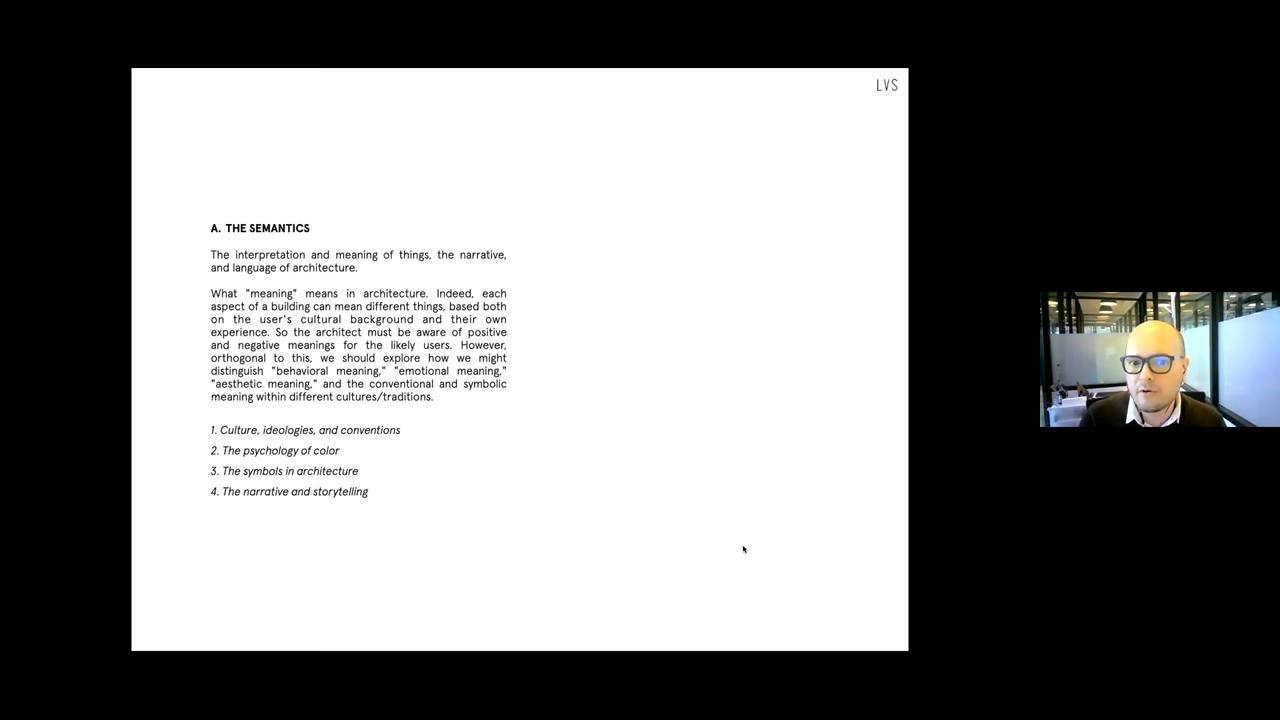 LVS
A. THE SEMANTICS
The interpretation and meaning of things, the narrative,
and language of architecture.
What "meaning" means in architecture. Indeed, each
aspect of a building can mean different things, based both
on the user's cultural background and their own
experience. So the architect must be aware of positive
and negative meanings for the likely users. However,
orthogonal to this, we should explore how we might
distinguish "behavioral meaning," "emotional meaning,"
"aesthetic meaning," and the conventional and symbolic
meaning within different cultures/traditions.
1. Culture, ideologies, and conventions
2. The psychology of color
3. The symbols in architecture
4. The narrative and storytelling